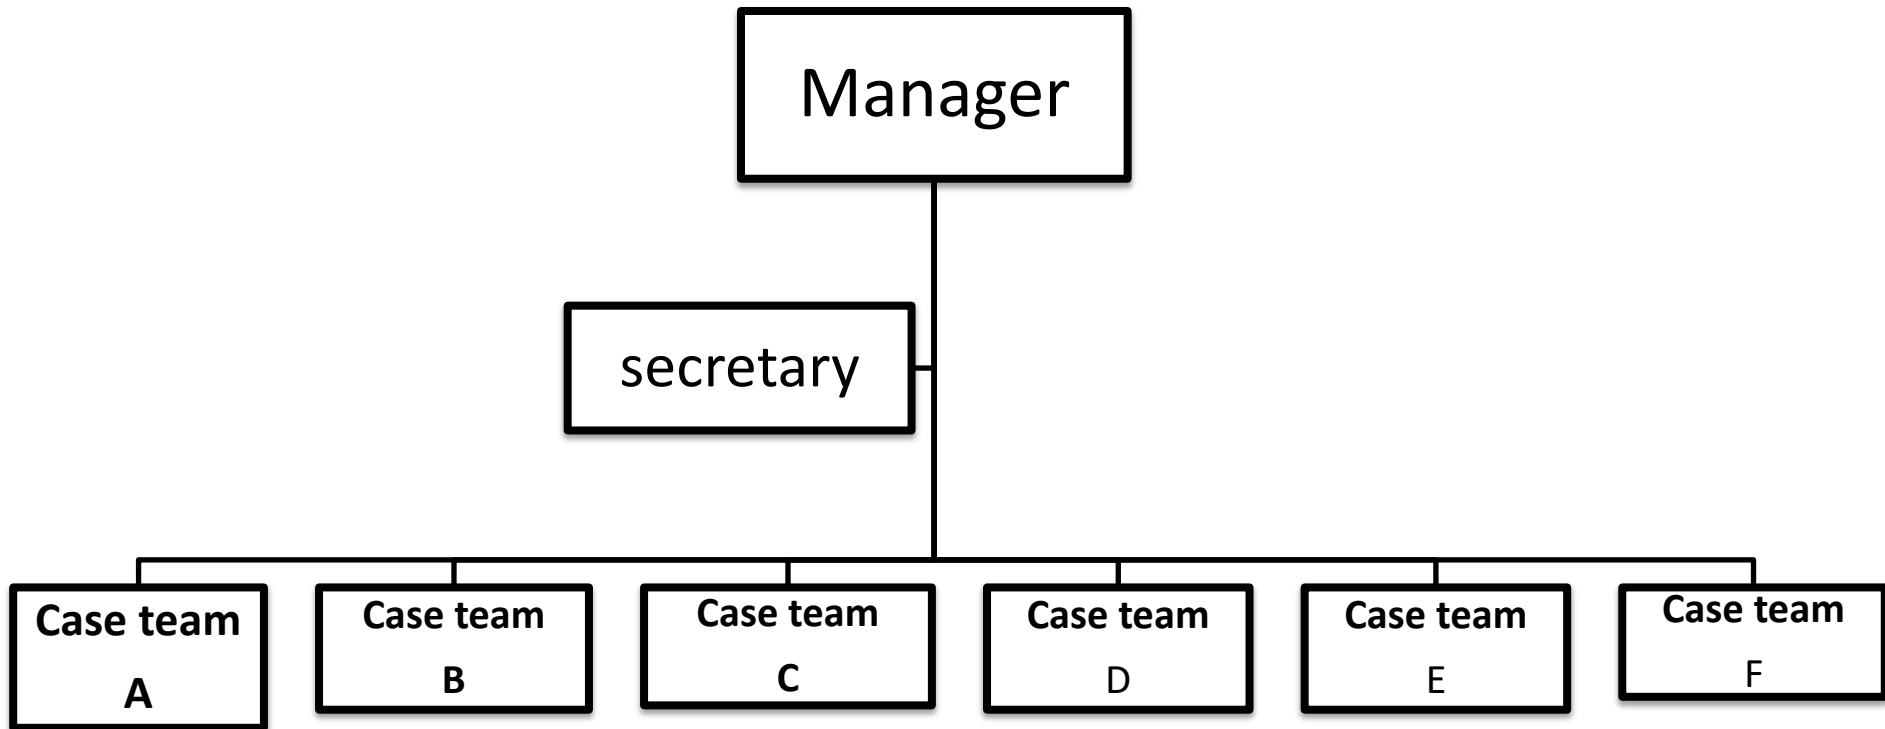 Manager
secretary
Case team
A
Case team
B
Case team
C
Case team
D
Case team
E
Case team
F